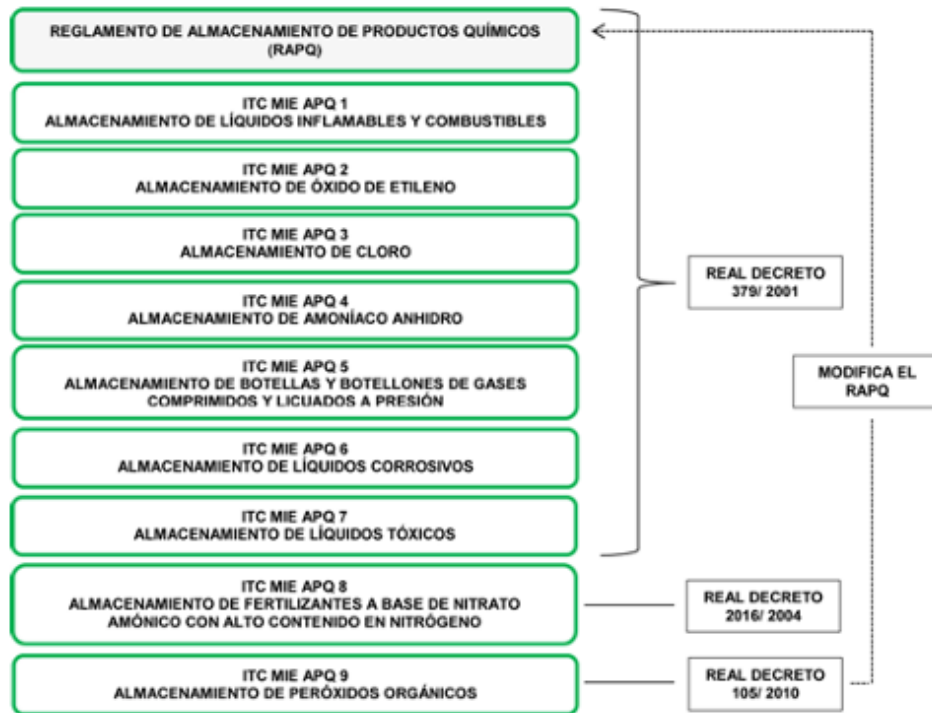 REGLAMENTO DE ALMACENAMIENTO DE PRODUCTOS QUÍMICOS
(RAPQ)
ITC MIE APQ 1
ALMACENAMIENTO DE LÍQUIDOS INFLAMABLES Y COMBUSTIBLES
ITC MIE APQ 2
ALMACENAMIENTO DE ÓXIDO DE ETILENO
ITC MIE APQ 3
ALMACENAMIENTO DE CLORO
ITC MIE APQ 4
ALMACENAMIENTO DE AMONÍACO ANHIDRO
ITC MIE APQ 5
ALMACENAMIENTO DE BOTELLAS Y BOTELLONES DE GASES
COMPRIMIDOS Y LICUADOS A PRESIÓN
ITC MIE APQ 6
ALMACENAMIENTO DE LÍQUIDOS CORROSIVOS
ITC MIE APQ 7
ALMACENAMIENTO DE LÍQUIDOS TÓXICOS
REAL DECRETO
379/ 2001
MODIFICA EL
RAPQ
ITC MIE APQ 8
ALMACENAMIENTO DE FERTILIZANTES A BASE DE NITRATO
AMÓNICO CON ALTO CONTENIDO EN NITRÓGENO
REAL DECRETO
2016/ 2004
ITC MIE APQ 9
ALMACENAMIENTO DE PERÓXIDOS ORGÁNICOS
REAL DECRETO
105/ 2010